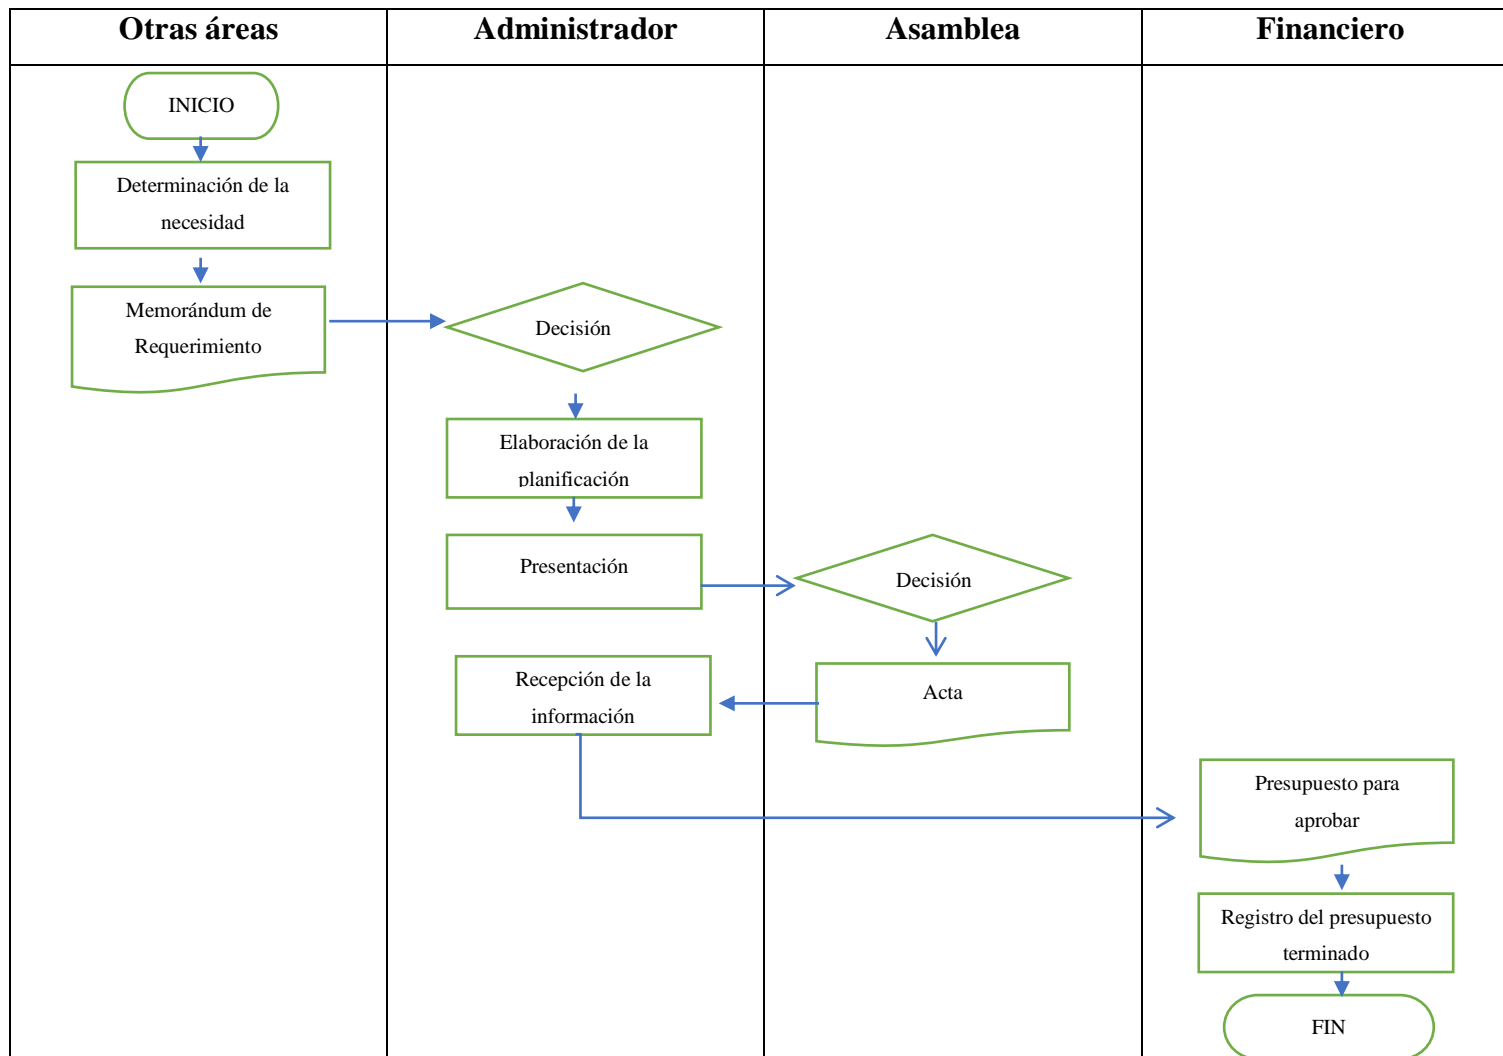 Otras áreas
Administrador
Asamblea
Financiero
INICIO
Determinación de la
necesidad
Memorándum de
Requerimiento
Decisión
Elaboración de la
planificación
Presentación
Decisión
Acta
Recepción de la
información
Presupuesto para
aprobar
Registro del presupuesto
terminado
FIN